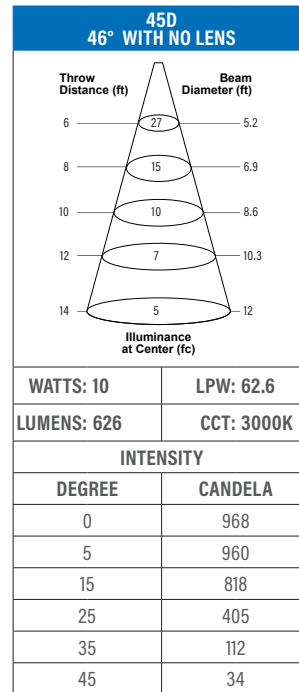 45D
46° WITH NO LENS
Throw Beam
Distance (ft) Diameter (ft)
6 27 5.2
8 15 6.9
10 10 8.6
12 7 10.3
14 5 12
Illuminance
at Center (fc)
WATTS: 10 LPW: 62.6
LUMENS: 626 CCT: 3000K
INTENSITY
DEGREE CANDELA
0 968
5 960
15 818
25 405
35 112
45 34